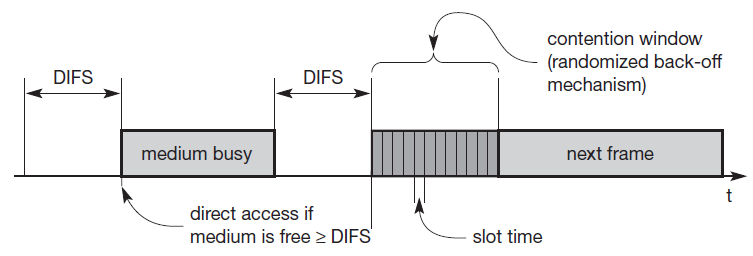 contention window
(randomized back-off
mechanism)
DIFS
DIFS
medium busy
next frame
t
direct access if
medium is free ≥ DIFS
slot time